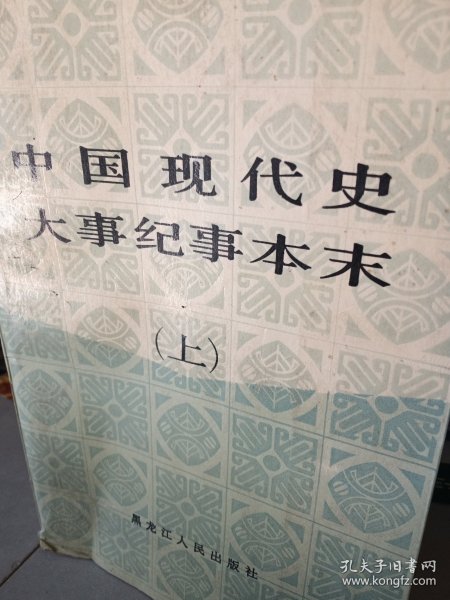 中国现代史
大事纪事本末
（上）
黑龙江人民出版社
孔夫子旧书网
www.kongfz.com